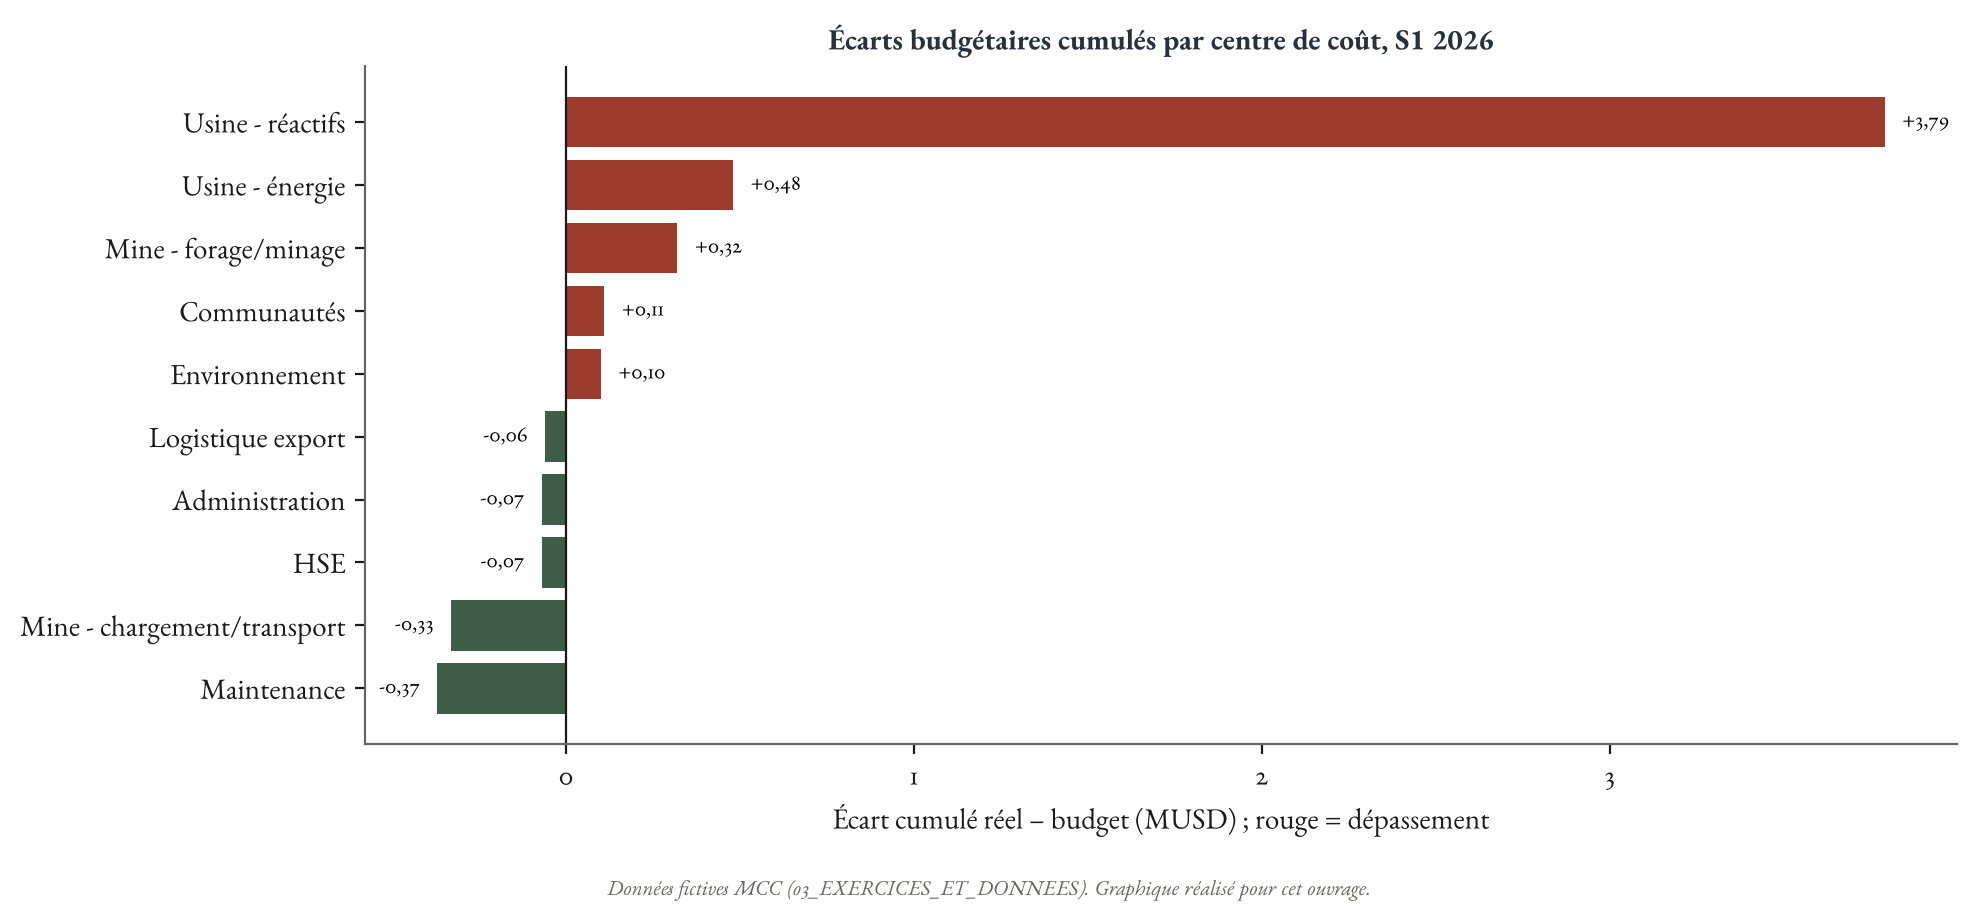 Écarts budgétaires cumulés par centre de coût, S1 2026
Usine - réactifs +3,79
Usine - énergie +0,48
Mine - forage/minage +0,32
Communautés +0,11
Environnement +0,10
Logistique export -0,06
Administration -0,07
HSE -0,07
Mine - chargement/transport -0,33
Maintenance -0,37
0 1 2 3
Écart cumulé réel – budget (MUSD) ; rouge = dépassement
Données fictives MCC (03_EXERCICES_ET_DONNEES). Graphique réalisé pour cet ouvrage.